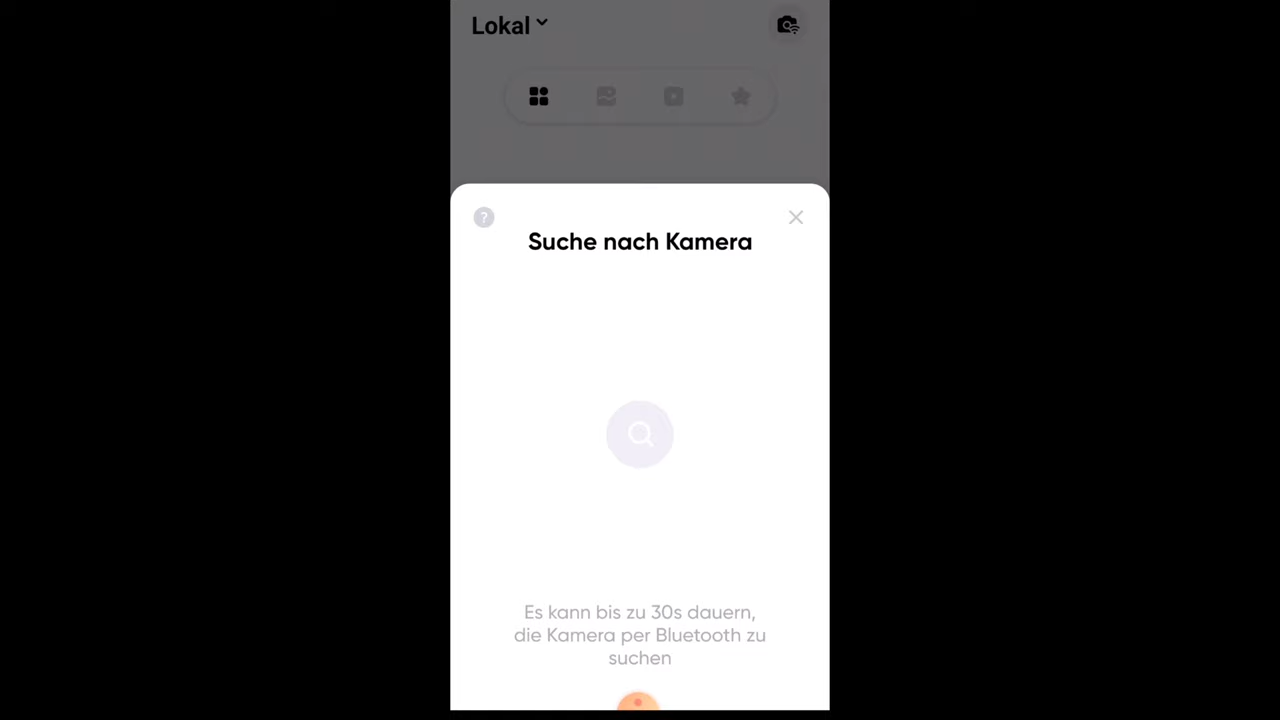 Lokal
?
Suche nach Kamera
Es kann bis zu 30s dauern,
die Kamera per Bluetooth zu
suchen